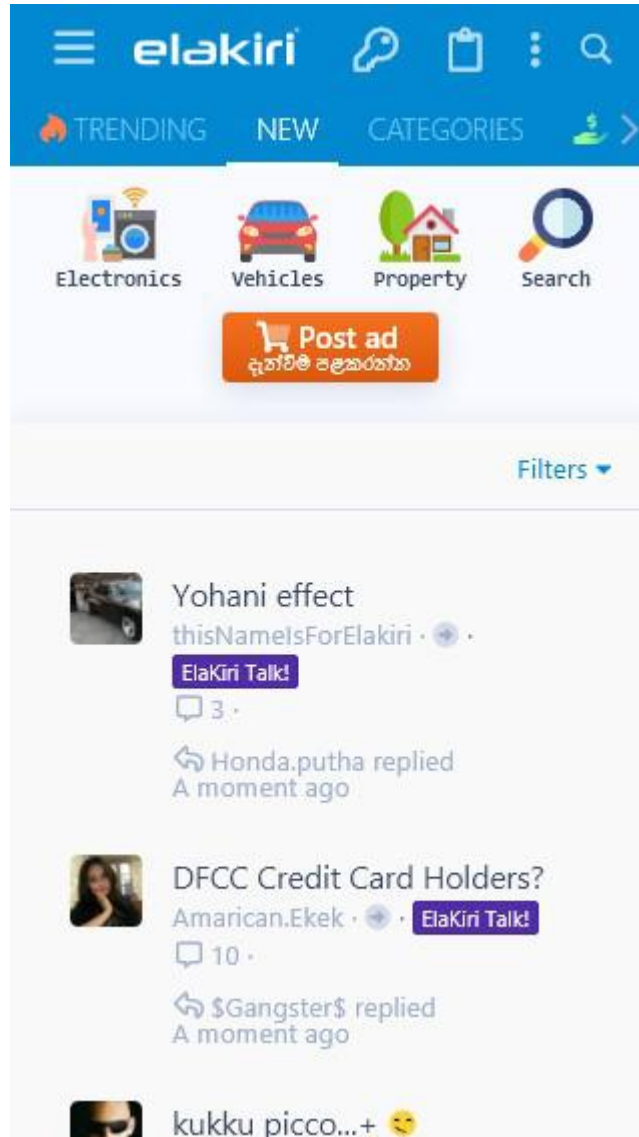 elakiri
TRENDING NEW CATEGORIES
Electronics Vehicles Property Search
Post ad
දැන්වීම් පළකරන්න
Filters
Yohani effect
thisNameIsForElakiri · ·
ElaKiri Talk!
3 ·
Honda.putha replied
A moment ago
DFCC Credit Card Holders?
Amarican.Ekek · · ElaKiri Talk!
10 ·
$Gangster$ replied
A moment ago
kukku picco...+ 😋